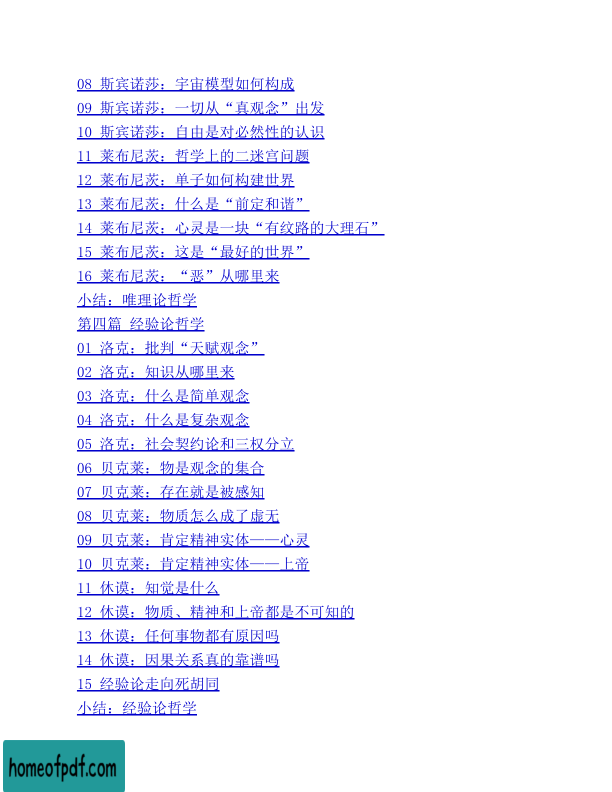 08 斯宾诺莎：宇宙模型如何构成
09 斯宾诺莎：一切从“真观念”出发
10 斯宾诺莎：自由是对必然性的认识
11 莱布尼茨：哲学上的二迷宫问题
12 莱布尼茨：单子如何构建世界
13 莱布尼茨：什么是“前定和谐”
14 莱布尼茨：心灵是一块“有纹路的大理石”
15 莱布尼茨：这是“最好的世界”
16 莱布尼茨：“恶”从哪里来
小结：唯理论哲学
第四篇 经验论哲学
01 洛克：批判“天赋观念”
02 洛克：知识从哪里来
03 洛克：什么是简单观念
04 洛克：什么是复杂观念
05 洛克：社会契约论和三权分立
06 贝克莱：物是观念的集合
07 贝克莱：存在就是被感知
08 贝克莱：物质怎么成了虚无
09 贝克莱：肯定精神实体——心灵
10 贝克莱：肯定精神实体——上帝
11 休谟：知觉是什么
12 休谟：物质、精神和上帝都是不可知的
13 休谟：任何事物都有原因吗
14 休谟：因果关系真的靠谱吗
15 经验论走向死胡同
小结：经验论哲学
homeofpdf.com